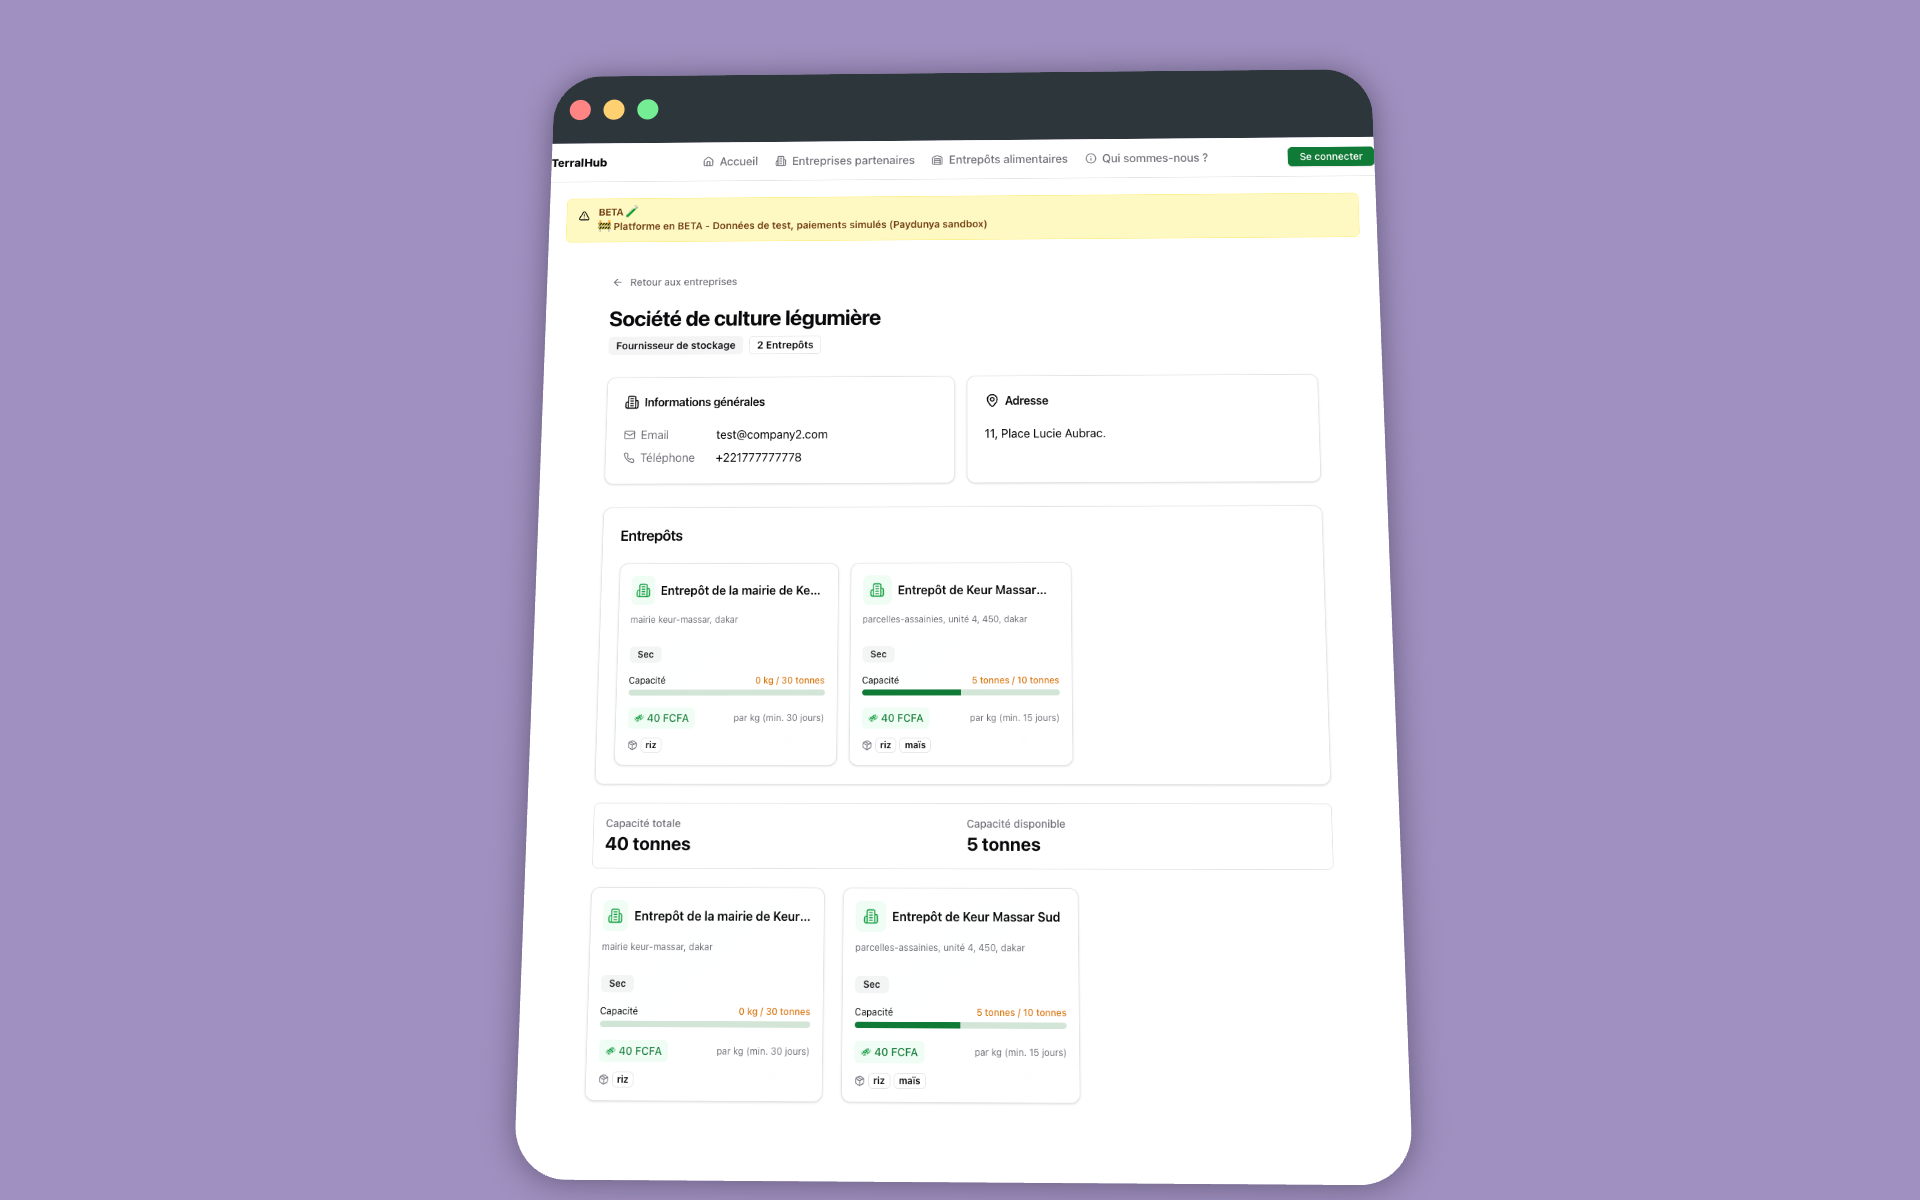 TerralHub
Accueil
Entreprises partenaires
Entrepôts alimentaires
Qui sommes-nous ?
Se connecter
BETA 🧪
🚧 Platforme en BETA - Données de test, paiements simulés (Paydunya sandbox)
Retour aux entreprises
Société de culture légumière
Fournisseur de stockage
2 Entrepôts
Informations générales
Email test@company2.com
Téléphone +221777777778
Adresse
11, Place Lucie Aubrac.
Entrepôts
Entrepôt de la mairie de Ke...
mairie keur-massar, dakar
Sec
Capacité 0 kg / 30 tonnes
40 FCFA par kg (min. 30 jours)
riz
Entrepôt de Keur Massar...
parcelles-assainies, unité 4, 450, dakar
Sec
Capacité 5 tonnes / 10 tonnes
40 FCFA par kg (min. 15 jours)
riz maïs
Capacité totale
40 tonnes
Capacité disponible
5 tonnes
Entrepôt de la mairie de Keur...
mairie keur-massar, dakar
Sec
Capacité 0 kg / 30 tonnes
40 FCFA par kg (min. 30 jours)
riz
Entrepôt de Keur Massar Sud
parcelles-assainies, unité 4, 450, dakar
Sec
Capacité 5 tonnes / 10 tonnes
40 FCFA par kg (min. 15 jours)
riz maïs